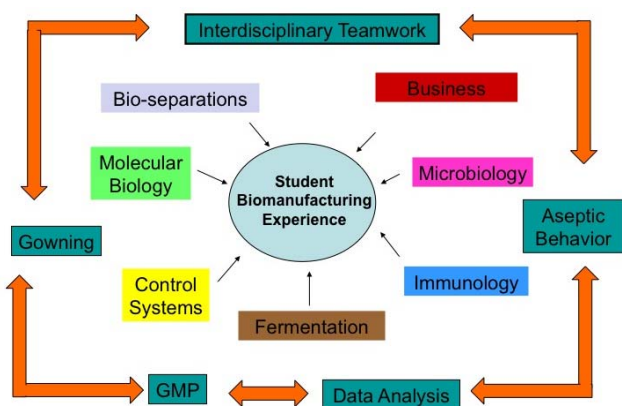 Interdisciplinary Teamwork
Bio-separations
Business
Molecular
Biology
Student
Biomanufacturing
Experience
Microbiology
Gowning
Aseptic
Behavior
Control
Systems
Immunology
Fermentation
GMP
Data Analysis